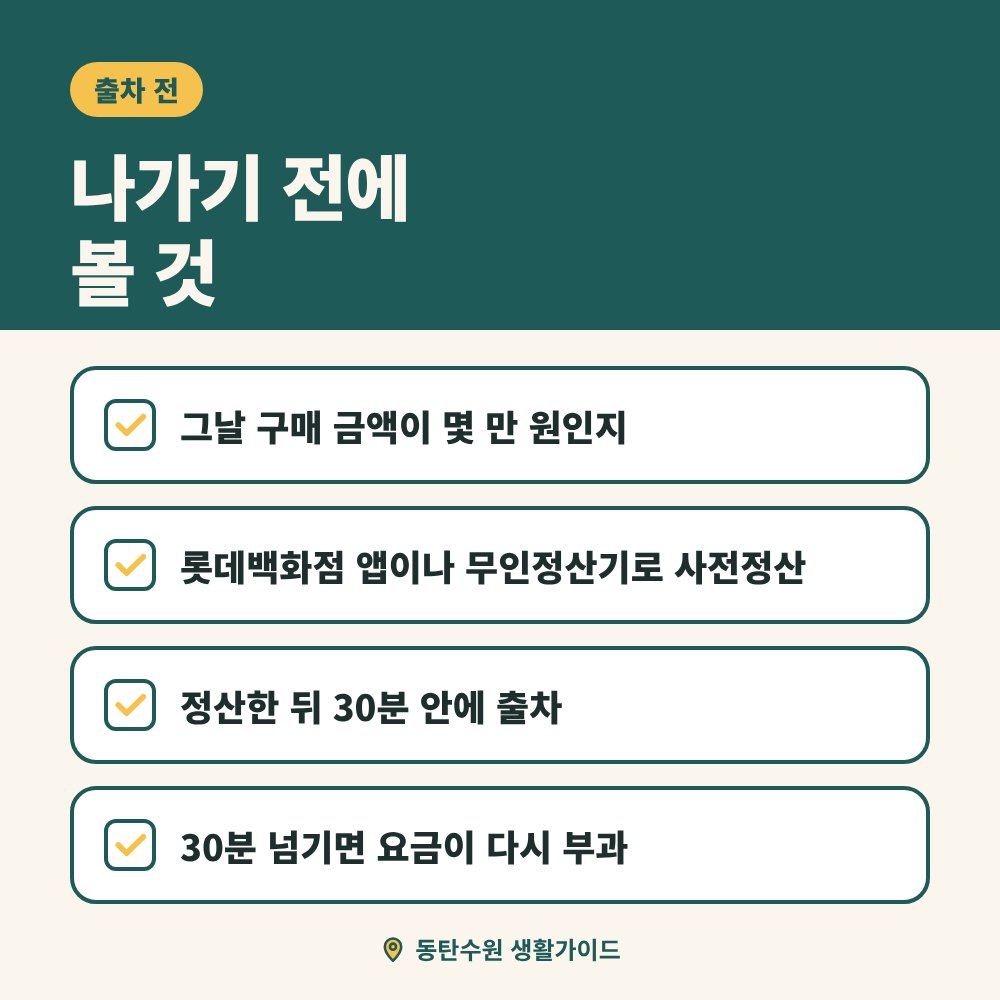 출차 전
나가기 전에
볼 것
그날 구매 금액이 몇 만 원인지
롯데백화점 앱이나 무인정산기로 사전정산
정산한 뒤 30분 안에 출차
30분 넘기면 요금이 다시 부과
동탄수원 생활가이드